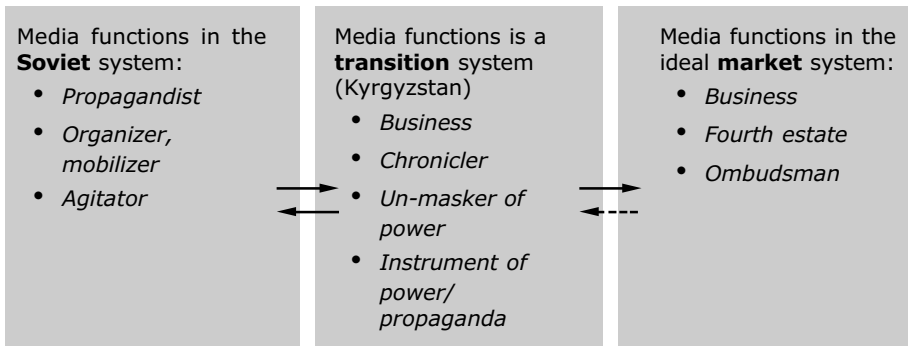 Media functions in the
Soviet system:
• Propagandist
• Organizer,
mobilizer
• Agitator
Media functions is a
transition system
(Kyrgyzstan)
• Business
• Chronicler
• Un-masker of
power
• Instrument of
power/
propaganda
Media functions in the
ideal market system:
• Business
• Fourth estate
• Ombudsman